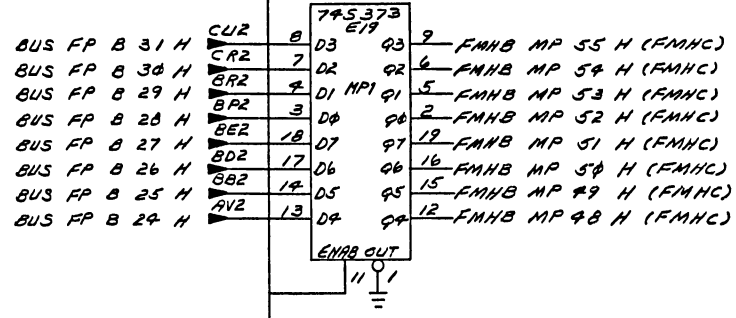 74S373
E19
BUS FP B 31 H CU2 8 D3 Q3 9 FMHB MP 55 H (FMHC)
BUS FP B 3φ H CR2 7 D2 Q2 6 FMHB MP 54 H (FMHC)
BUS FP B 29 H BR2 4 D1 MP1 Q1 5 FMHB MP 53 H (FMHC)
BUS FP B 28 H BP2 3 Dφ Qφ 2 FMHB MP 52 H (FMHC)
BUS FP B 27 H BE2 18 D7 Q7 19 FMHB MP 51 H (FMHC)
BUS FP B 26 H BD2 17 D6 Q6 16 FMHB MP 5φ H (FMHC)
BUS FP B 25 H BB2 14 D5 Q5 15 FMHB MP 49 H (FMHC)
BUS FP B 24 H AV2 13 D4 Q4 12 FMHB MP 48 H (FMHC)
ENAB OUT
11 1